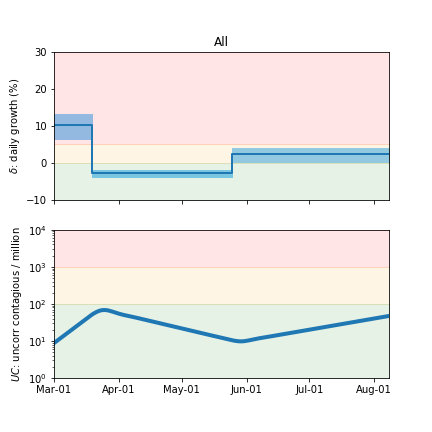 All
δ: daily growth (%)
30
20
10
0
−10
UC: uncorr contagious / million
10⁴
10³
10²
10¹
10⁰
Mar-01 Apr-01 May-01 Jun-01 Jul-01 Aug-01